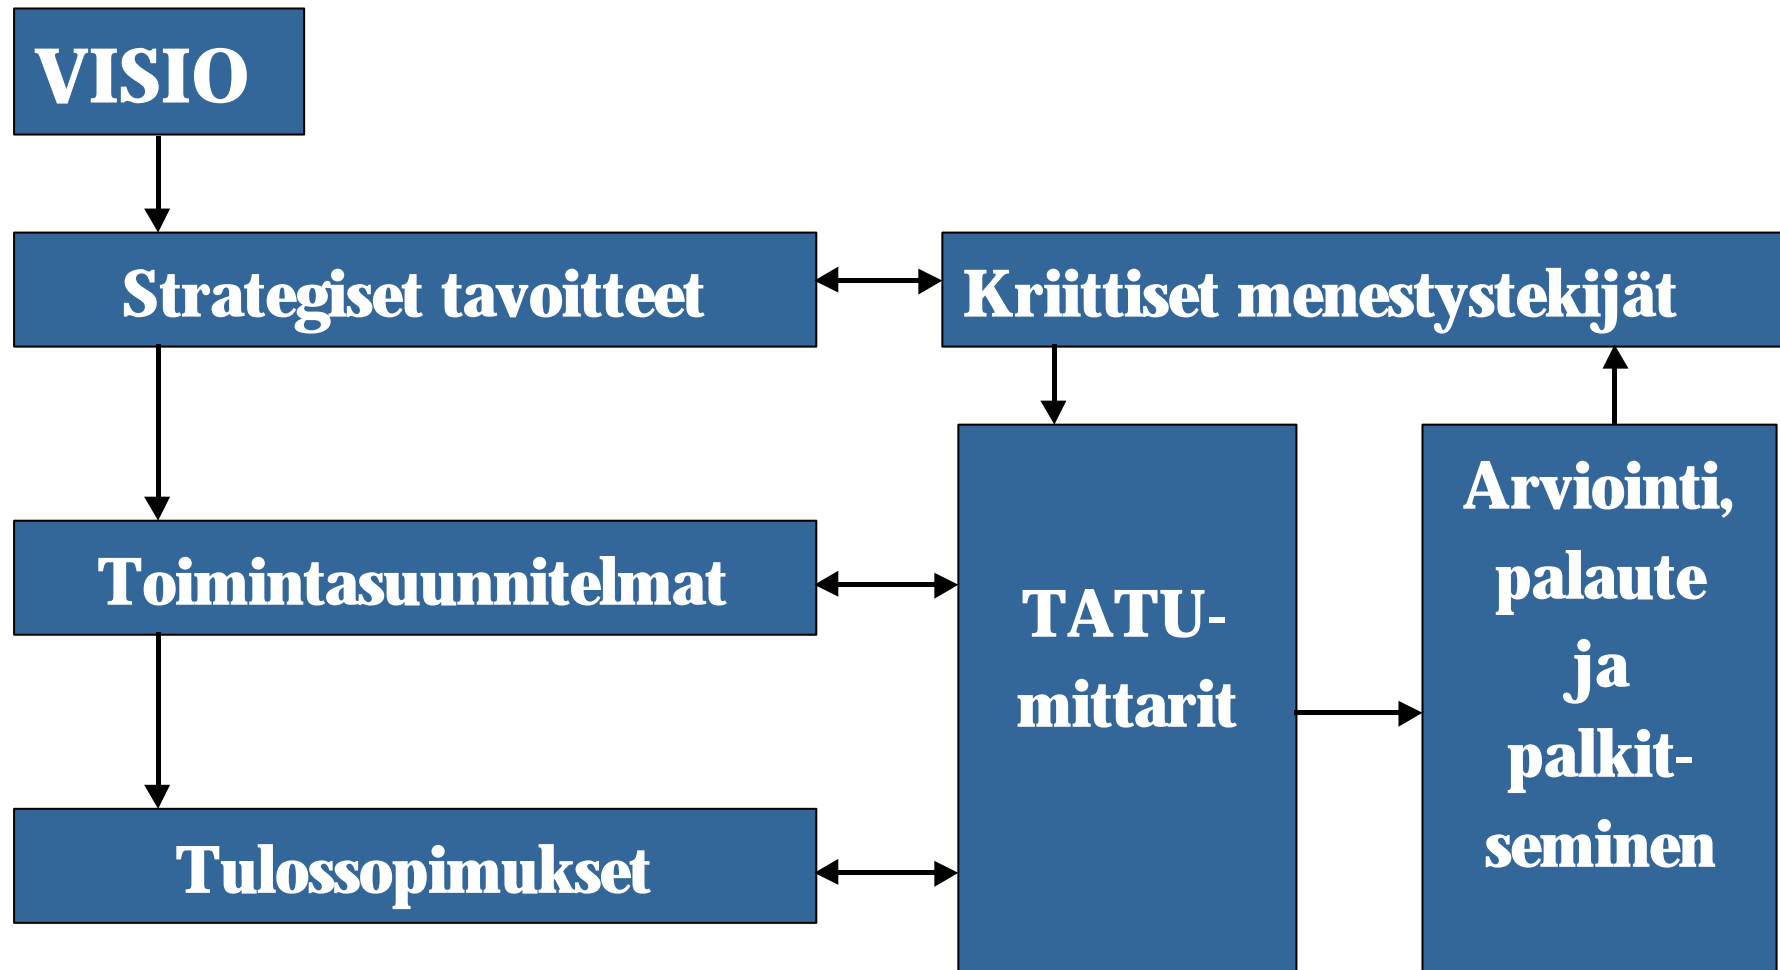 VISIO
Strategiset tavoitteet
Kriittiset menestystekijät
Toimintasuunnitelmat
Tulossopimukset
TATU-
mittarit
Arviointi,
palaute
ja
palkit-
seminen